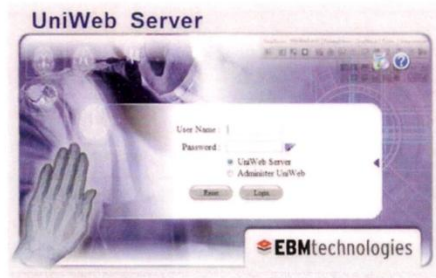 UniWeb Server
User Name :
Password :
UniWeb Server
Administer UniWeb
Reset Login
EBMtechnologies